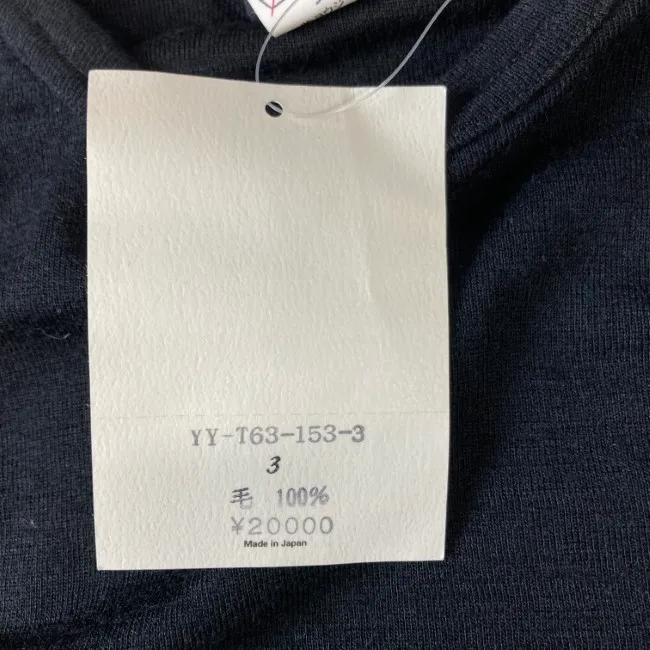 YY-T63-153-3
3
毛 100%
¥20000
Made in Japan